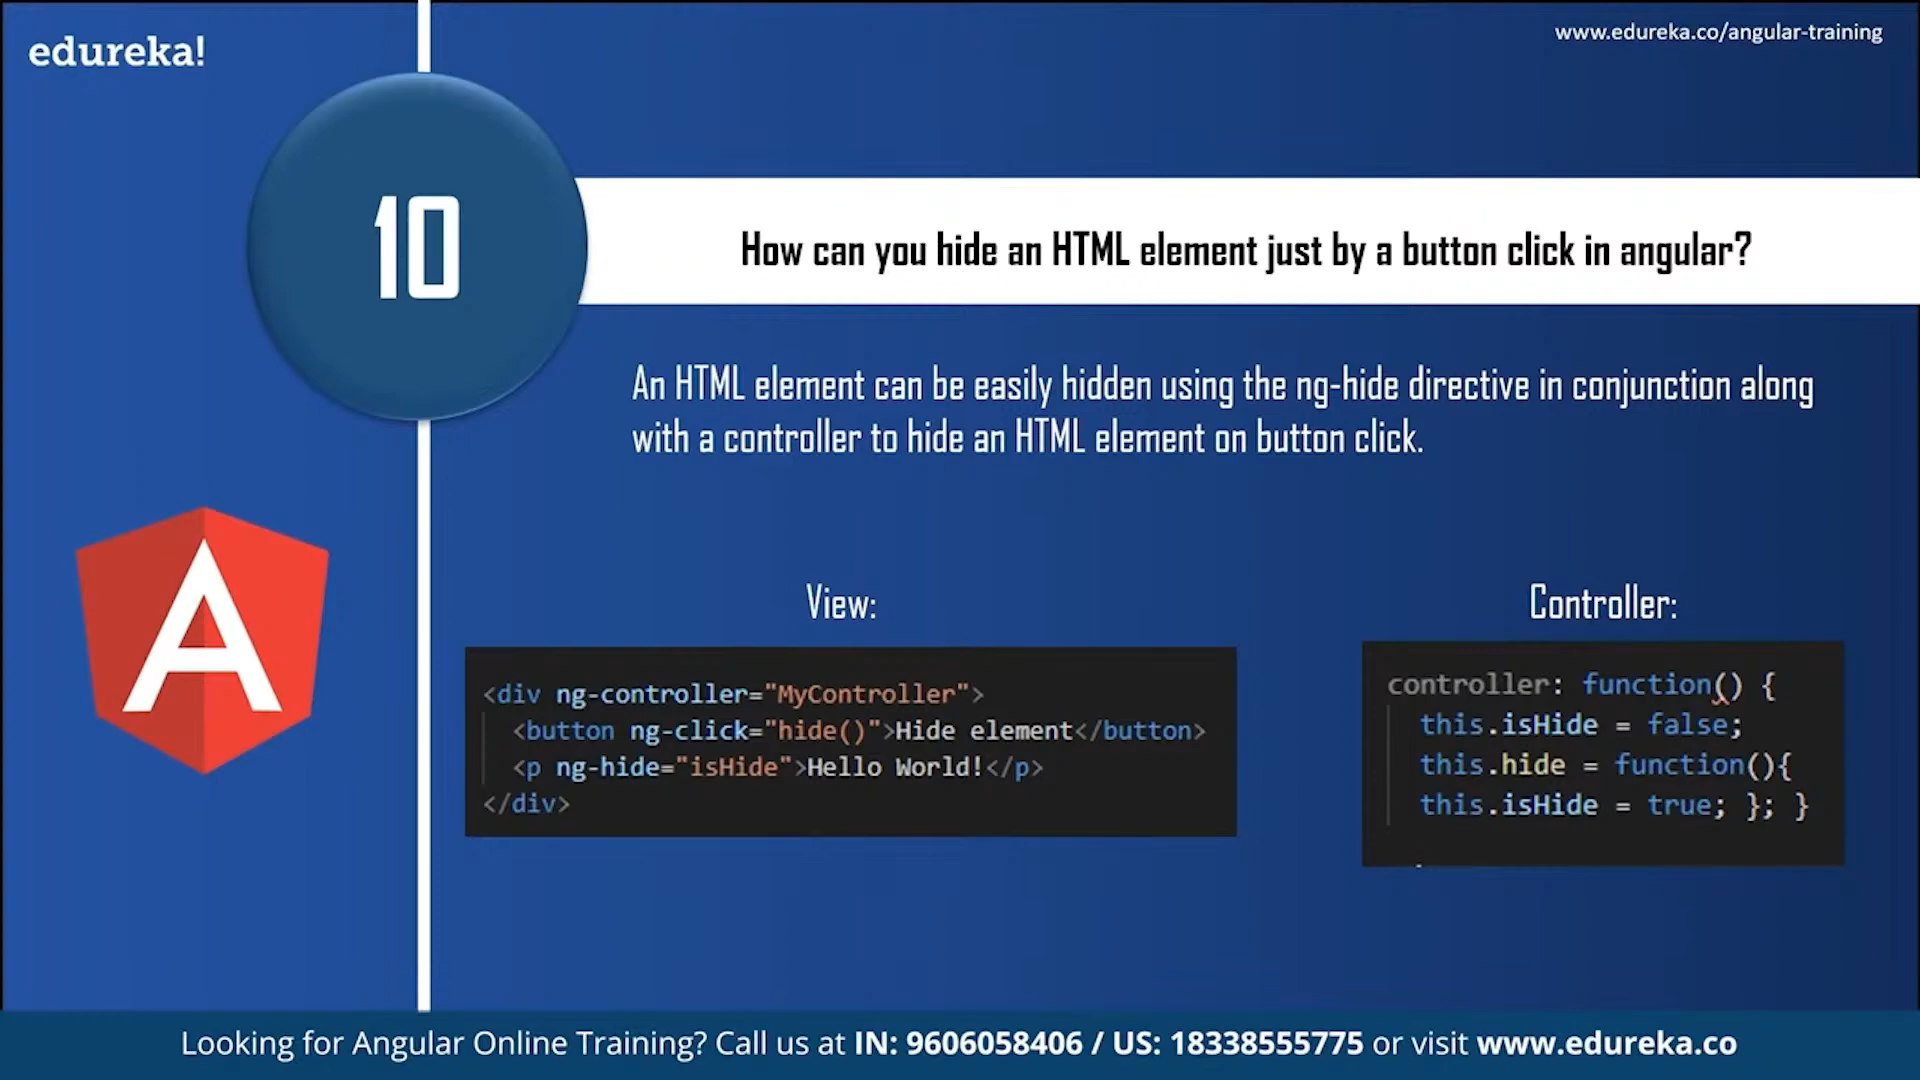 edureka!
www.edureka.co/angular-training
10
How can you hide an HTML element just by a button click in angular?
An HTML element can be easily hidden using the ng-hide directive in conjunction along
with a controller to hide an HTML element on button click.
View:
<div ng-controller="MyController">
<button ng-click="hide()">Hide element</button>
<p ng-hide="isHide">Hello World!</p>
</div>
Controller:
controller: function() {
this.isHide = false;
this.hide = function(){
this.isHide = true; }; }
Looking for Angular Online Training? Call us at IN: 9606058406 / US: 18338555775 or visit www.edureka.co